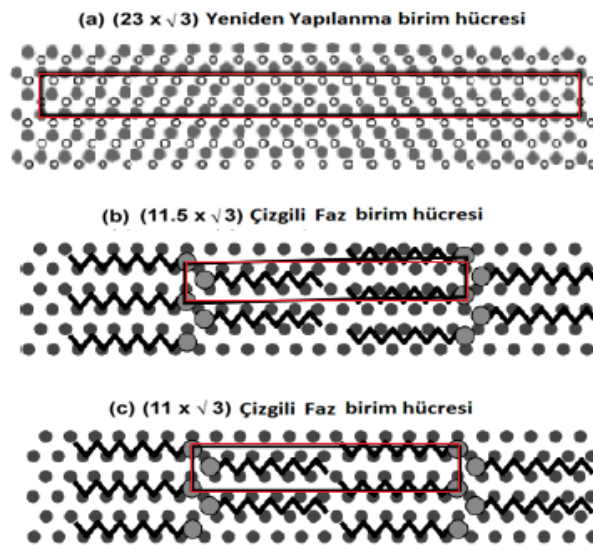 (a) (23 x √3) Yeniden Yapılanma birim hücresi
(b) (11.5 x √3) Çizgili Faz birim hücresi
(c) (11 x √3) Çizgili Faz birim hücresi